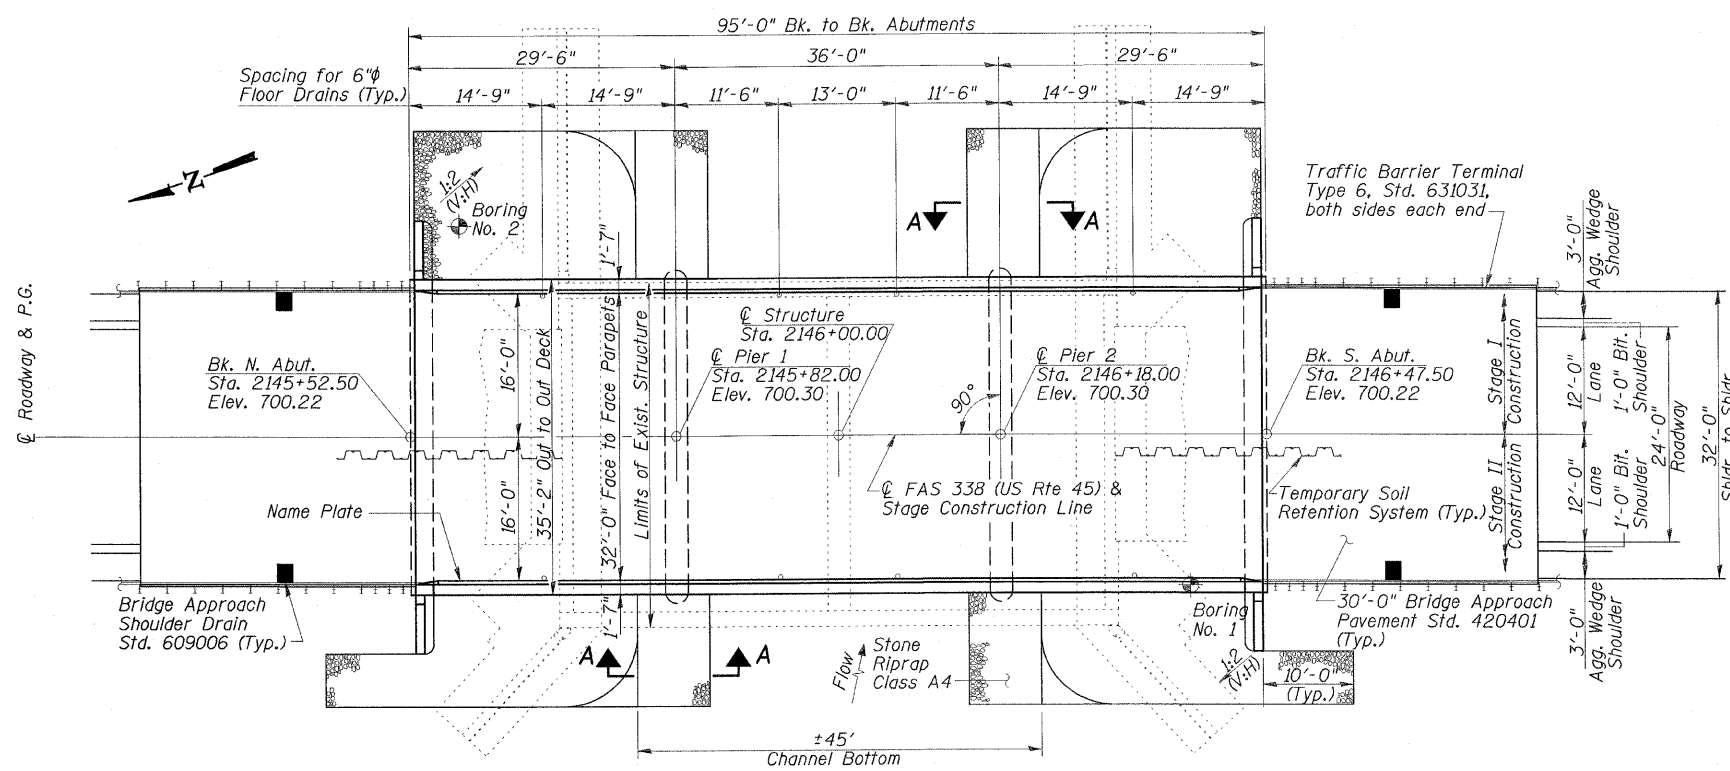 95'-0" Bk. to Bk. Abutments
29'-6"
36'-0"
29'-6"
Spacing for 6"ϕ
Floor Drains (Typ.)
14'-9"
14'-9"
11'-6"
13'-0"
11'-6"
14'-9"
14'-9"
N
1:2
(V:H)
Boring
No. 2
1'-7"
A
A
Traffic Barrier Terminal
Type 6, Std. 631031,
both sides each end
3'-0"
Agg. Wedge
Shoulder
℄ Roadway & P.G.
℄ Structure
Sta. 2146+00.00
Bk. N. Abut.
Sta. 2145+52.50
Elev. 700.22
16'-0"
35'-2" Out to Out Deck
32'-0" Face to Face Parapets
Limits of Exist. Structure
℄ Pier 1
Sta. 2145+82.00
Elev. 700.30
90°
℄ Pier 2
Sta. 2146+18.00
Elev. 700.30
Bk. S. Abut.
Sta. 2146+47.50
Elev. 700.22
Stage I
Construction
12'-0"
Lane
1'-0" Bit.
Shoulder
24'-0"
Roadway
32'-0"
Shldr. to Shldr.
℄ FAS 338 (US Rte 45) &
Stage Construction Line
Name Plate
16'-0"
Temporary Soil
Retention System (Typ.)
Stage II
Construction
12'-0"
Lane
1'-0" Bit.
Shoulder
Bridge Approach
Shoulder Drain
Std. 609006 (Typ.)
1'-7"
A
A
Flow
Stone
Riprap
Class A4
Boring
No. 1
1:2
(V:H)
10'-0"
(Typ.)
30'-0" Bridge Approach
Pavement Std. 420401
(Typ.)
3'-0"
Agg. Wedge
Shoulder
±45'
Channel Bottom